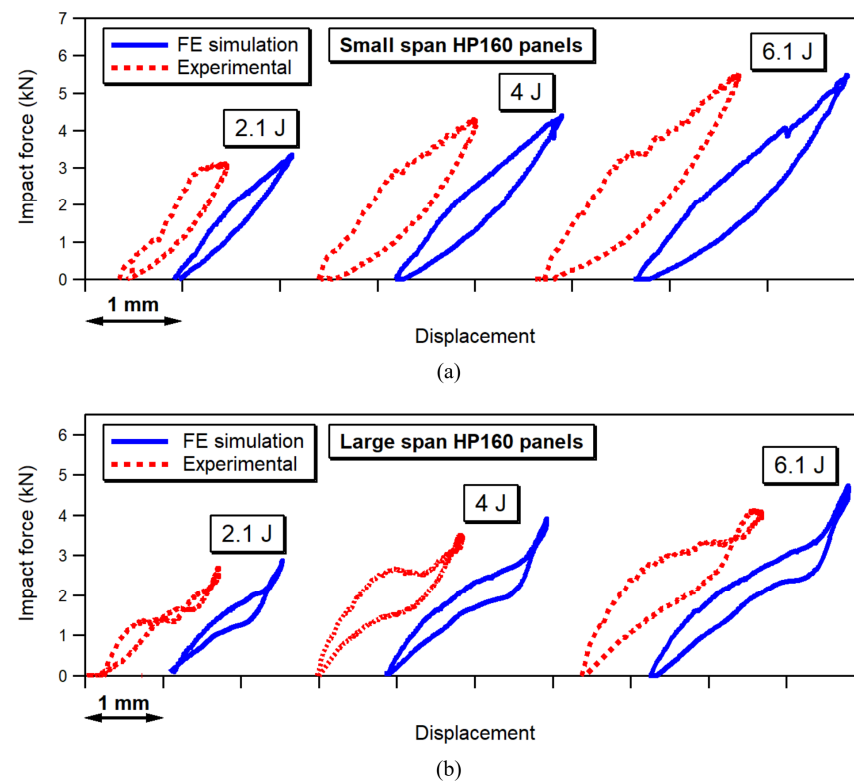 7
6
5
4
3
2
1
0
Impact force (kN)
FE simulation
Experimental
Small span HP160 panels
2.1 J
4 J
6.1 J
1 mm
Displacement
(a)
6
5
4
3
2
1
0
Impact force (kN)
FE simulation
Experimental
Large span HP160 panels
2.1 J
4 J
6.1 J
1 mm
Displacement
(b)